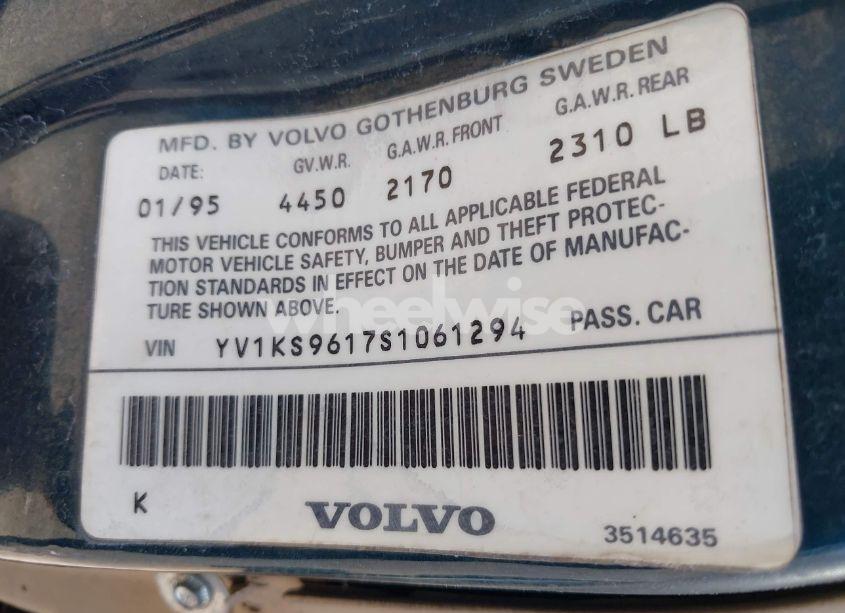 MFD. BY VOLVO GOTHENBURG SWEDEN
DATE: GV.W.R. G.A.W.R. FRONT G.A.W.R. REAR
01/95 4450 2170 2310 LB
THIS VEHICLE CONFORMS TO ALL APPLICABLE FEDERAL
MOTOR VEHICLE SAFETY, BUMPER AND THEFT PROTEC-
TION STANDARDS IN EFFECT ON THE DATE OF MANUFAC-
TURE SHOWN ABOVE.
wheelwise
VIN YV1KS9617S1061294 PASS. CAR
K VOLVO 3514635